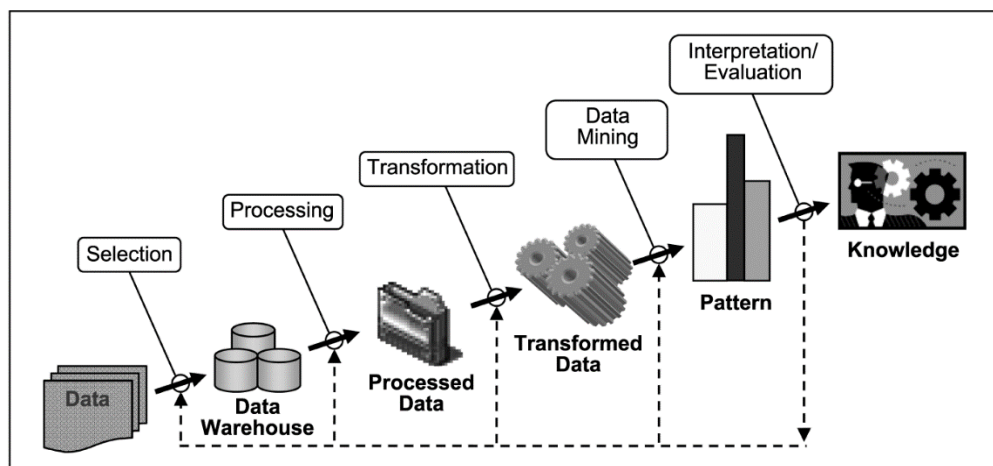 Interpretation/
Evaluation
Data
Mining
Transformation
Processing
Selection
Knowledge
Pattern
Transformed
Data
Processed
Data
Data
Warehouse
Data